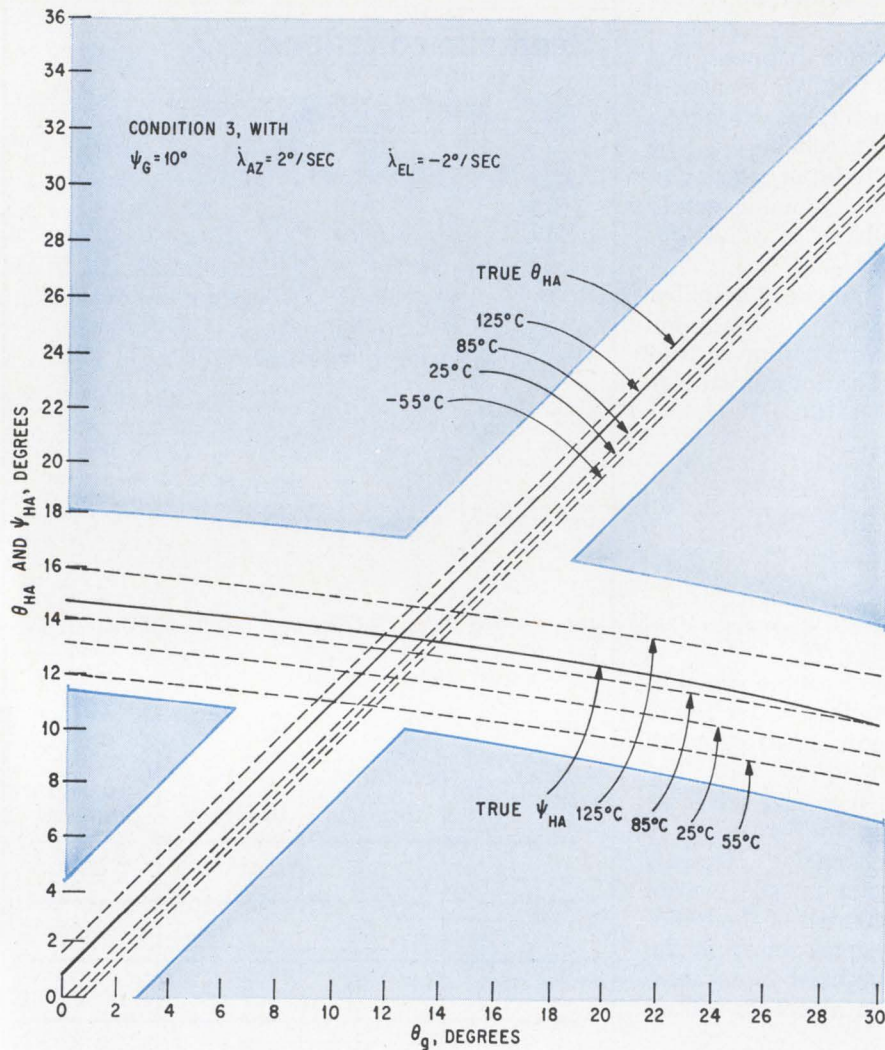 36
34
32
30
28
26
24
22
20
18
16
14
12
10
8
6
4
2
0
θHA AND ψHA, DEGREES
CONDITION 3, WITH
ψG = 10° λ̇AZ = 2°/SEC λ̇EL = -2°/SEC
TRUE θHA
125°C
85°C
25°C
-55°C
TRUE ψHA
125°C
85°C
25°C
55°C
0 2 4 6 8 10 12 14 16 18 20 22 24 26 28 30
θg, DEGREES